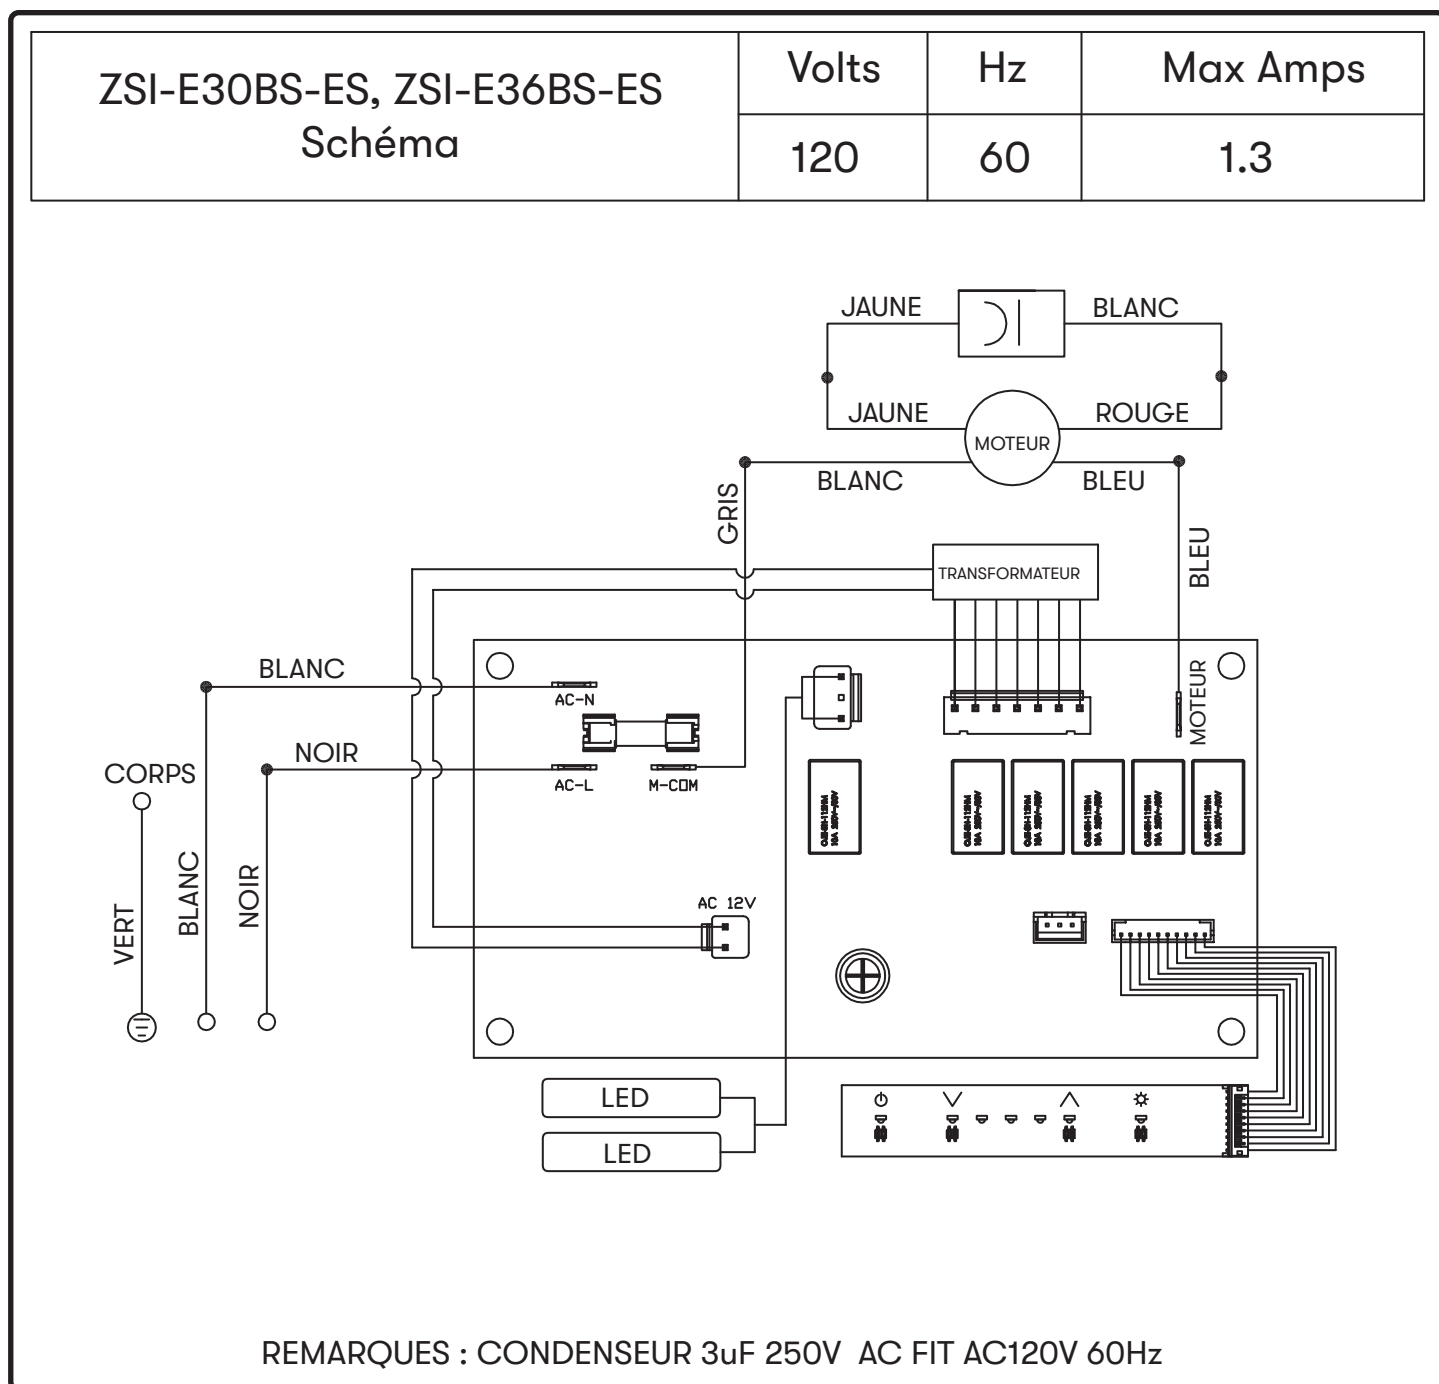 ZSI-E30BS-ES, ZSI-E36BS-ES
Schéma
Volts
Hz
Max Amps
120
60
1.3
JAUNE
BLANC
JAUNE
ROUGE
MOTEUR
BLANC
BLEU
GRIS
BLEU
TRANSFORMATEUR
BLANC
AC-N
MOTEUR
NOIR
CORPS
AC-L
M-COM
BLANC
NOIR
VERT
AC 12V
LED
LED
REMARQUES : CONDENSEUR 3uF 250V AC FIT AC120V 60Hz